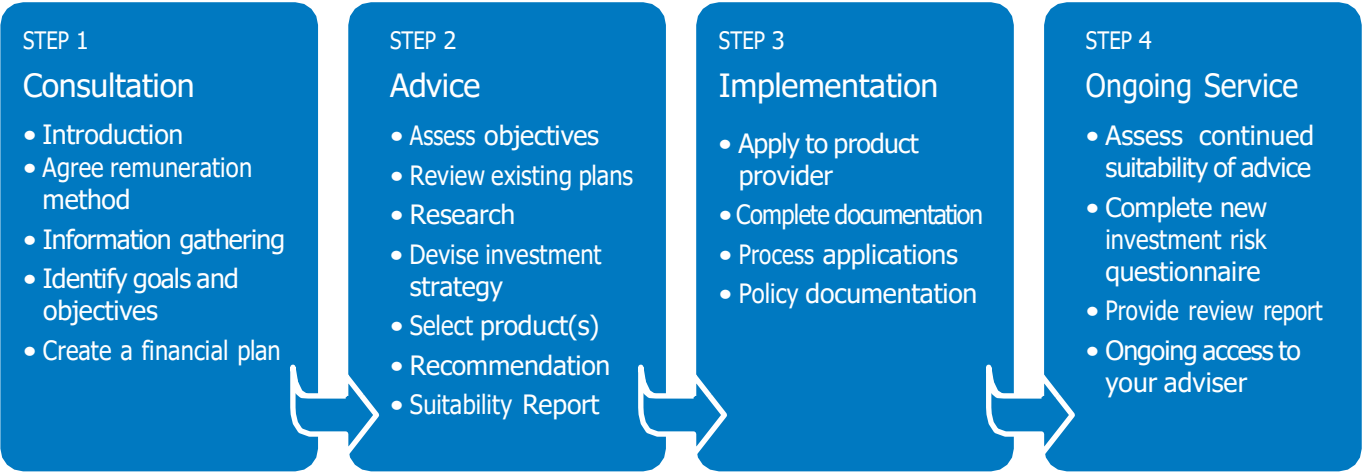 STEP 1
Consultation
• Introduction
• Agree remuneration
method
• Information gathering
• Identify goals and
objectives
• Create a financial plan
STEP 2
Advice
• Assess objectives
• Review existing plans
• Research
• Devise investment
strategy
• Select product(s)
• Recommendation
• Suitability Report
STEP 3
Implementation
• Apply to product
provider
• Complete documentation
• Process applications
• Policy documentation
STEP 4
Ongoing Service
• Assess continued
suitability of advice
• Complete new
investment risk
questionnaire
• Provide review report
• Ongoing access to
your adviser